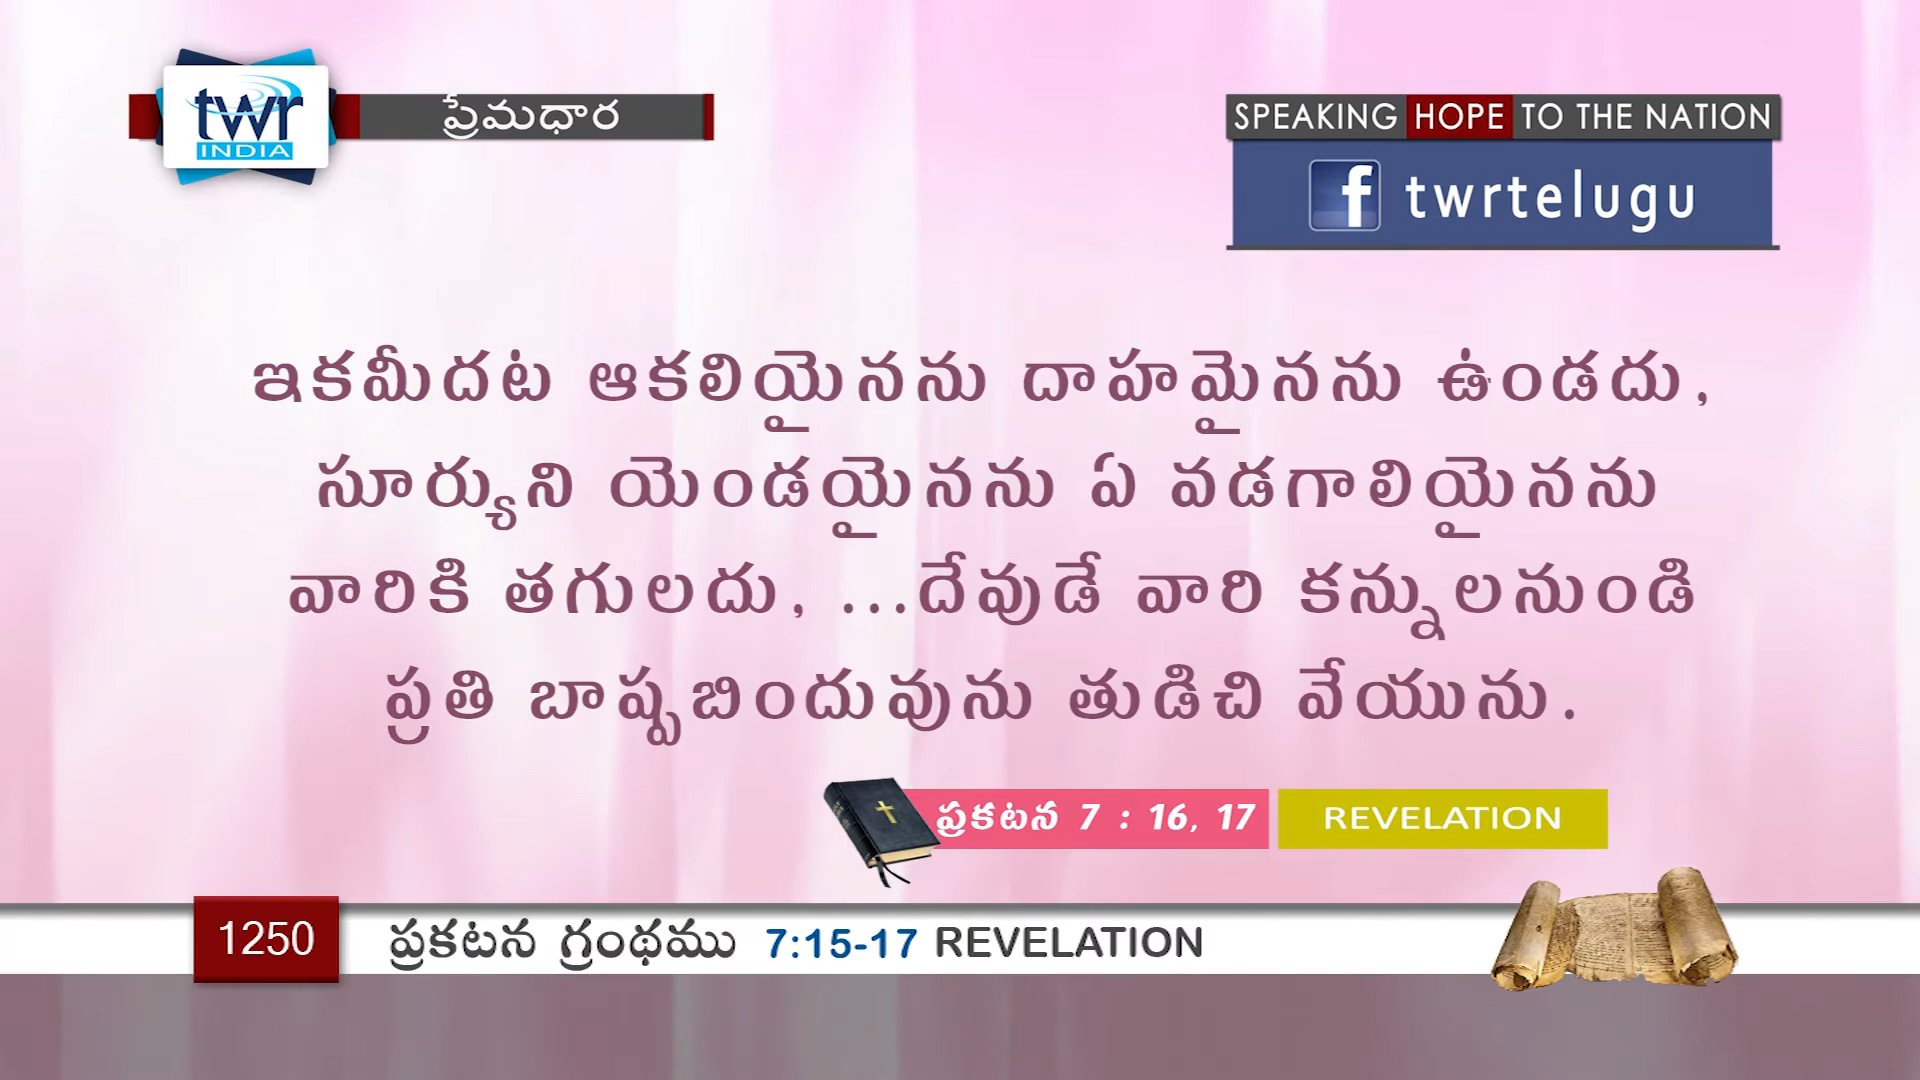 twr
INDIA
ప్రేమధార
SPEAKING HOPE TO THE NATION
f twrtelugu
ఇకమీదట ఆకలియైనను దాహమైనను ఉండదు,
సూర్యుని యెండయైనను ఏ వడగాలియైనను
వారికి తగులదు, ...దేవుడే వారి కన్నులనుండి
ప్రతి బాష్పబిందువును తుడిచి వేయును.
ప్రకటన 7 : 16, 17 REVELATION
1250 ప్రకటన గ్రంథము 7:15-17 REVELATION